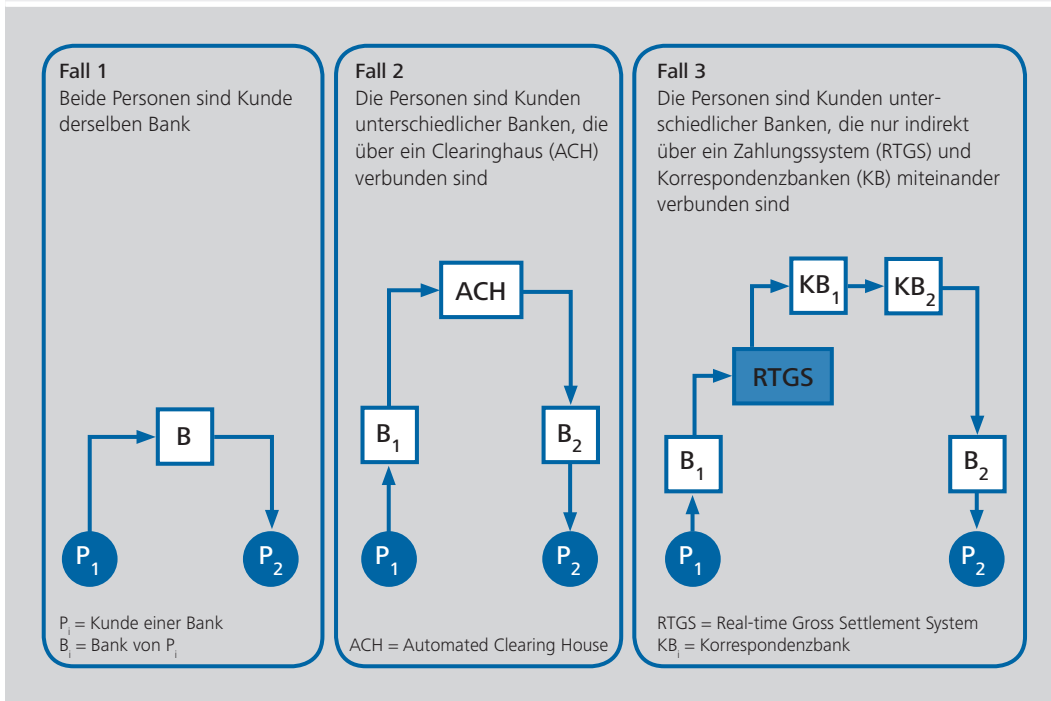 Fall 1
Beide Personen sind Kunde
derselben Bank
B
P1
P2
Pi = Kunde einer Bank
Bi = Bank von Pi
Fall 2
Die Personen sind Kunden
unterschiedlicher Banken, die
über ein Clearinghaus (ACH)
verbunden sind
ACH
B1
B2
P1
P2
ACH = Automated Clearing House
Fall 3
Die Personen sind Kunden unter-
schiedlicher Banken, die nur indirekt
über ein Zahlungssystem (RTGS) und
Korrespondenzbanken (KB) miteinander
verbunden sind
KB1
KB2
RTGS
B1
B2
P1
P2
RTGS = Real-time Gross Settlement System
KBi = Korrespondenzbank